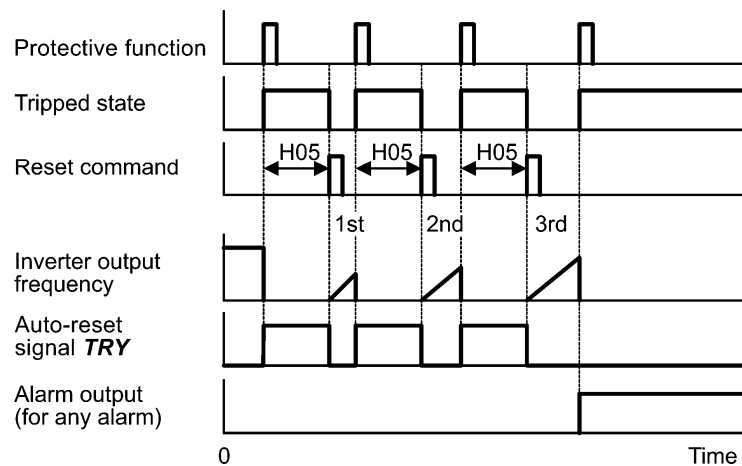 Protective function
Tripped state
Reset command
H05
H05
H05
1st
2nd
3rd
Inverter output
frequency
Auto-reset
signal TRY
Alarm output
(for any alarm)
0
Time